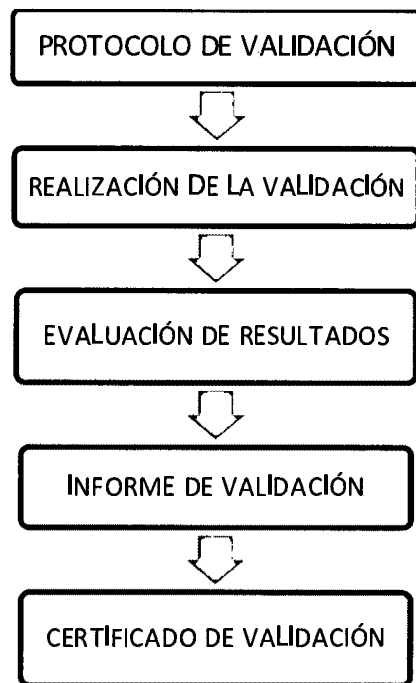 PROTOCOLO DE VALIDACIÓN
REALIZACIÓN DE LA VALIDACIÓN
EVALUACIÓN DE RESULTADOS
INFORME DE VALIDACIÓN
CERTIFICADO DE VALIDACIÓN